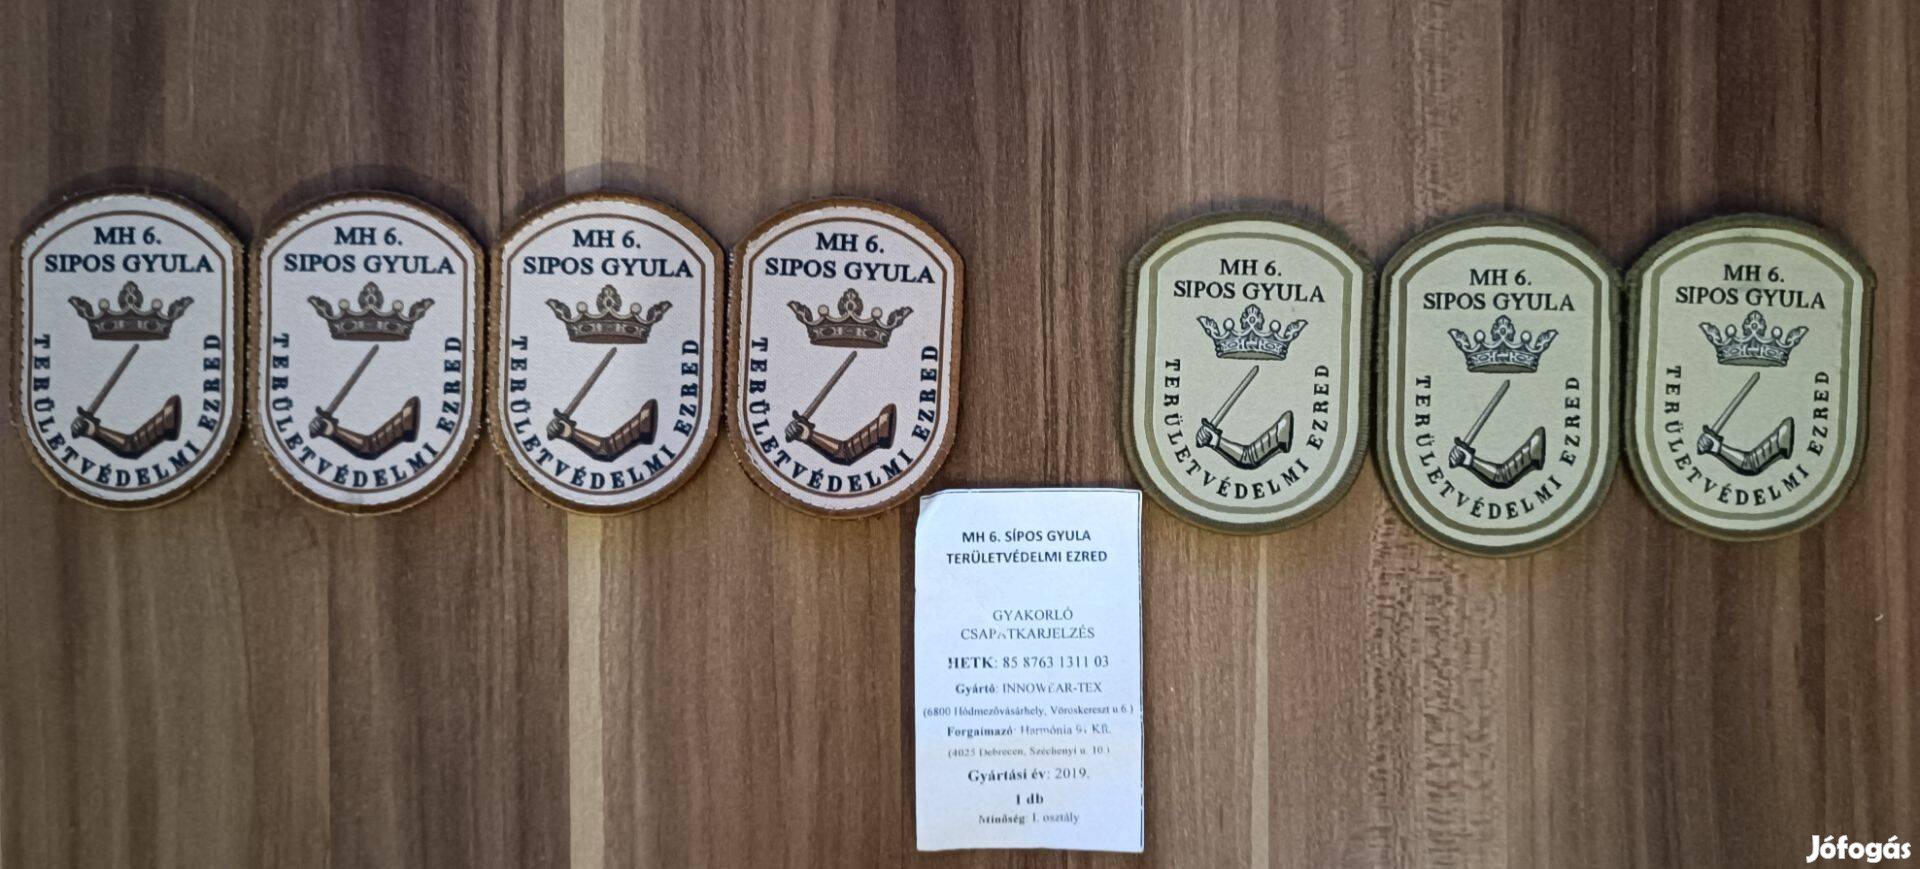 MH 6.
SIPOS GYULA
TERÜLETVÉDELMI EZRED
MH 6.
SIPOS GYULA
TERÜLETVÉDELMI EZRED
MH 6.
SIPOS GYULA
TERÜLETVÉDELMI EZRED
MH 6.
SIPOS GYULA
TERÜLETVÉDELMI EZRED
MH 6.
SIPOS GYULA
TERÜLETVÉDELMI EZRED
MH 6.
SIPOS GYULA
TERÜLETVÉDELMI EZRED
MH 6.
SIPOS GYULA
TERÜLETVÉDELMI EZRED
MH 6. SÍPOS GYULA
TERÜLETVÉDELMI EZRED
GYAKORLÓ
CSAPATKARJELZÉS
HETK: 85 8763 1311 03
Gyártó: INNOWEAR-TEX
(6800 Hódmezővásárhely, Vöröskereszt u.6.)
Forgalmazó: Harmónia Kft.
(4025 Debrecen, Széchenyi u. 10.)
Gyártási év: 2019.
1 db
Minőség: I. osztály
Jófogás